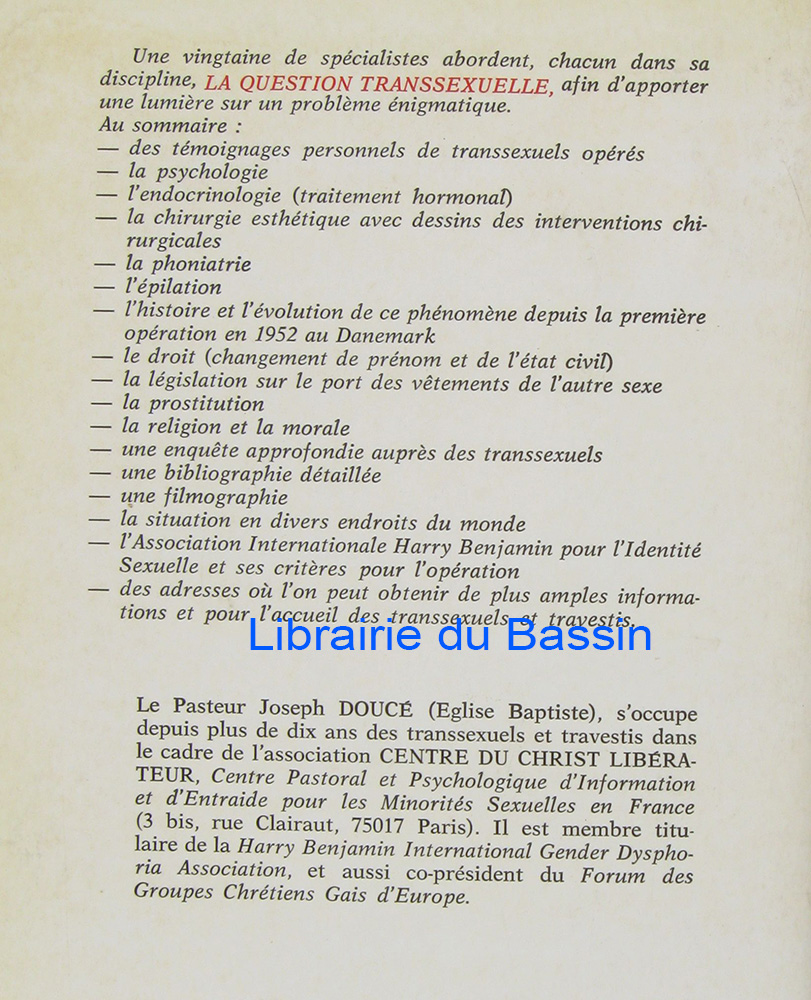 Une vingtaine de spécialistes abordent, chacun dans sa
discipline, LA QUESTION TRANSSEXUELLE, afin d'apporter
une lumière sur un problème énigmatique.
Au sommaire :
— des témoignages personnels de transsexuels opérés
— la psychologie
— l'endocrinologie (traitement hormonal)
— la chirurgie esthétique avec dessins des interventions chi-
rurgicales
— la phoniatrie
— l'épilation
— l'histoire et l'évolution de ce phénomène depuis la première
opération en 1952 au Danemark
— le droit (changement de prénom et de l'état civil)
— la législation sur le port des vêtements de l'autre sexe
— la prostitution
— la religion et la morale
— une enquête approfondie auprès des transsexuels
— une bibliographie détaillée
— une filmographie
— la situation en divers endroits du monde
— l'Association Internationale Harry Benjamin pour l'Identité
Sexuelle et ses critères pour l'opération
— des adresses où l'on peut obtenir de plus amples informa-
tions et pour l'accueil des transsexuels et travestis.
Librairie du Bassin
Le Pasteur Joseph DOUCÉ (Eglise Baptiste), s'occupe
depuis plus de dix ans des transsexuels et travestis dans
le cadre de l'association CENTRE DU CHRIST LIBÉRA-
TEUR, Centre Pastoral et Psychologique d'Information
et d'Entraide pour les Minorités Sexuelles en France
(3 bis, rue Clairaut, 75017 Paris). Il est membre titu-
laire de la Harry Benjamin International Gender Dyspho-
ria Association, et aussi co-président du Forum des
Groupes Chrétiens Gais d'Europe.